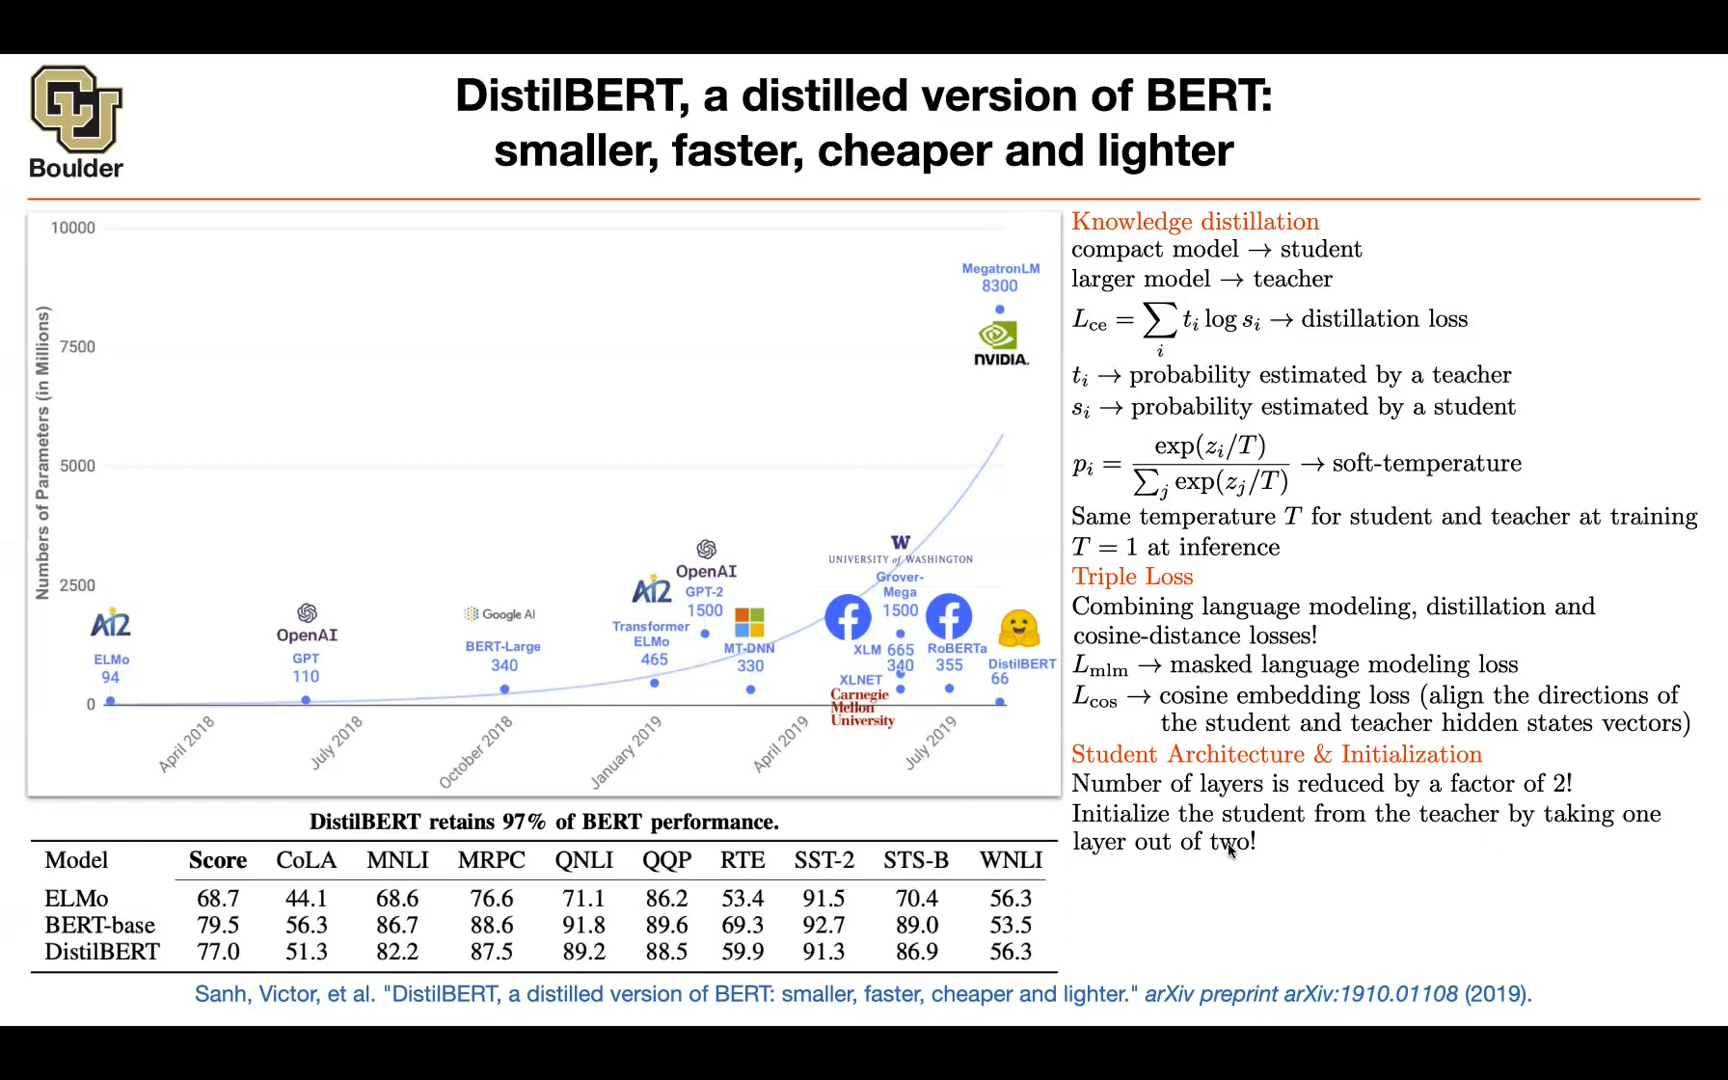 Boulder
DistilBERT, a distilled version of BERT:
smaller, faster, cheaper and lighter
Numbers of Parameters (in Millions)
10000
7500
5000
2500
0
AI2
ELMo
94
OpenAI
GPT
110
Google AI
BERT-Large
340
AI2
Transformer
ELMo
465
OpenAI
GPT-2
1500
MT-DNN
330
XLM 665
340
XLNET
Carnegie
Mellon
University
W
UNIVERSITY of WASHINGTON
Grover-
Mega
1500
RoBERTa
355
MegatronLM
8300
NVIDIA.
DistilBERT
66
April 2018
July 2018
October 2018
January 2019
April 2019
July 2019
Knowledge distillation
compact model → student
larger model → teacher
L_ce = ∑_i t_i log s_i → distillation loss
t_i → probability estimated by a teacher
s_i → probability estimated by a student
p_i = exp(z_i/T) / ∑_j exp(z_j/T) → soft-temperature
Same temperature T for student and teacher at training
T = 1 at inference
Triple Loss
Combining language modeling, distillation and
cosine-distance losses!
L_mlm → masked language modeling loss
L_cos → cosine embedding loss (align the directions of
the student and teacher hidden states vectors)
Student Architecture & Initialization
Number of layers is reduced by a factor of 2!
Initialize the student from the teacher by taking one
layer out of two!
DistilBERT retains 97% of BERT performance.
Model Score CoLA MNLI MRPC QNLI QQP RTE SST-2 STS-B WNLI
ELMo 68.7 44.1 68.6 76.6 71.1 86.2 53.4 91.5 70.4 56.3
BERT-base 79.5 56.3 86.7 88.6 91.8 89.6 69.3 92.7 89.0 53.5
DistilBERT 77.0 51.3 82.2 87.5 89.2 88.5 59.9 91.3 86.9 56.3
Sanh, Victor, et al. "DistilBERT, a distilled version of BERT: smaller, faster, cheaper and lighter." arXiv preprint arXiv:1910.01108 (2019).